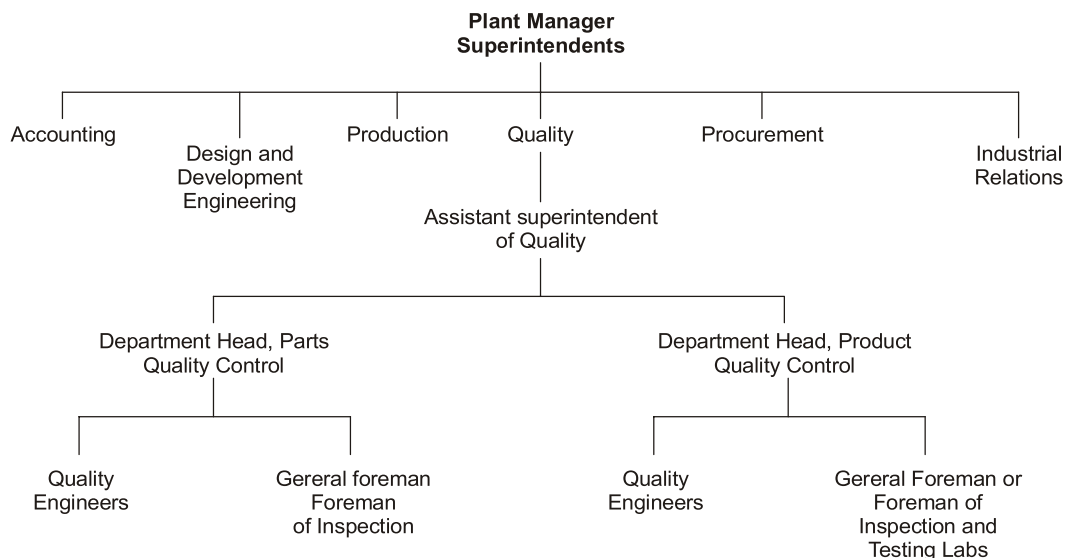 Plant Manager
Superintendents
Accounting
Design and
Development
Engineering
Production
Quality
Procurement
Industrial
Relations
Assistant superintendent
of Quality
Department Head, Parts
Quality Control
Department Head, Product
Quality Control
Quality
Engineers
Gereral foreman
Foreman
of Inspection
Quality
Engineers
Gereral Foreman or
Foreman of
Inspection and
Testing Labs